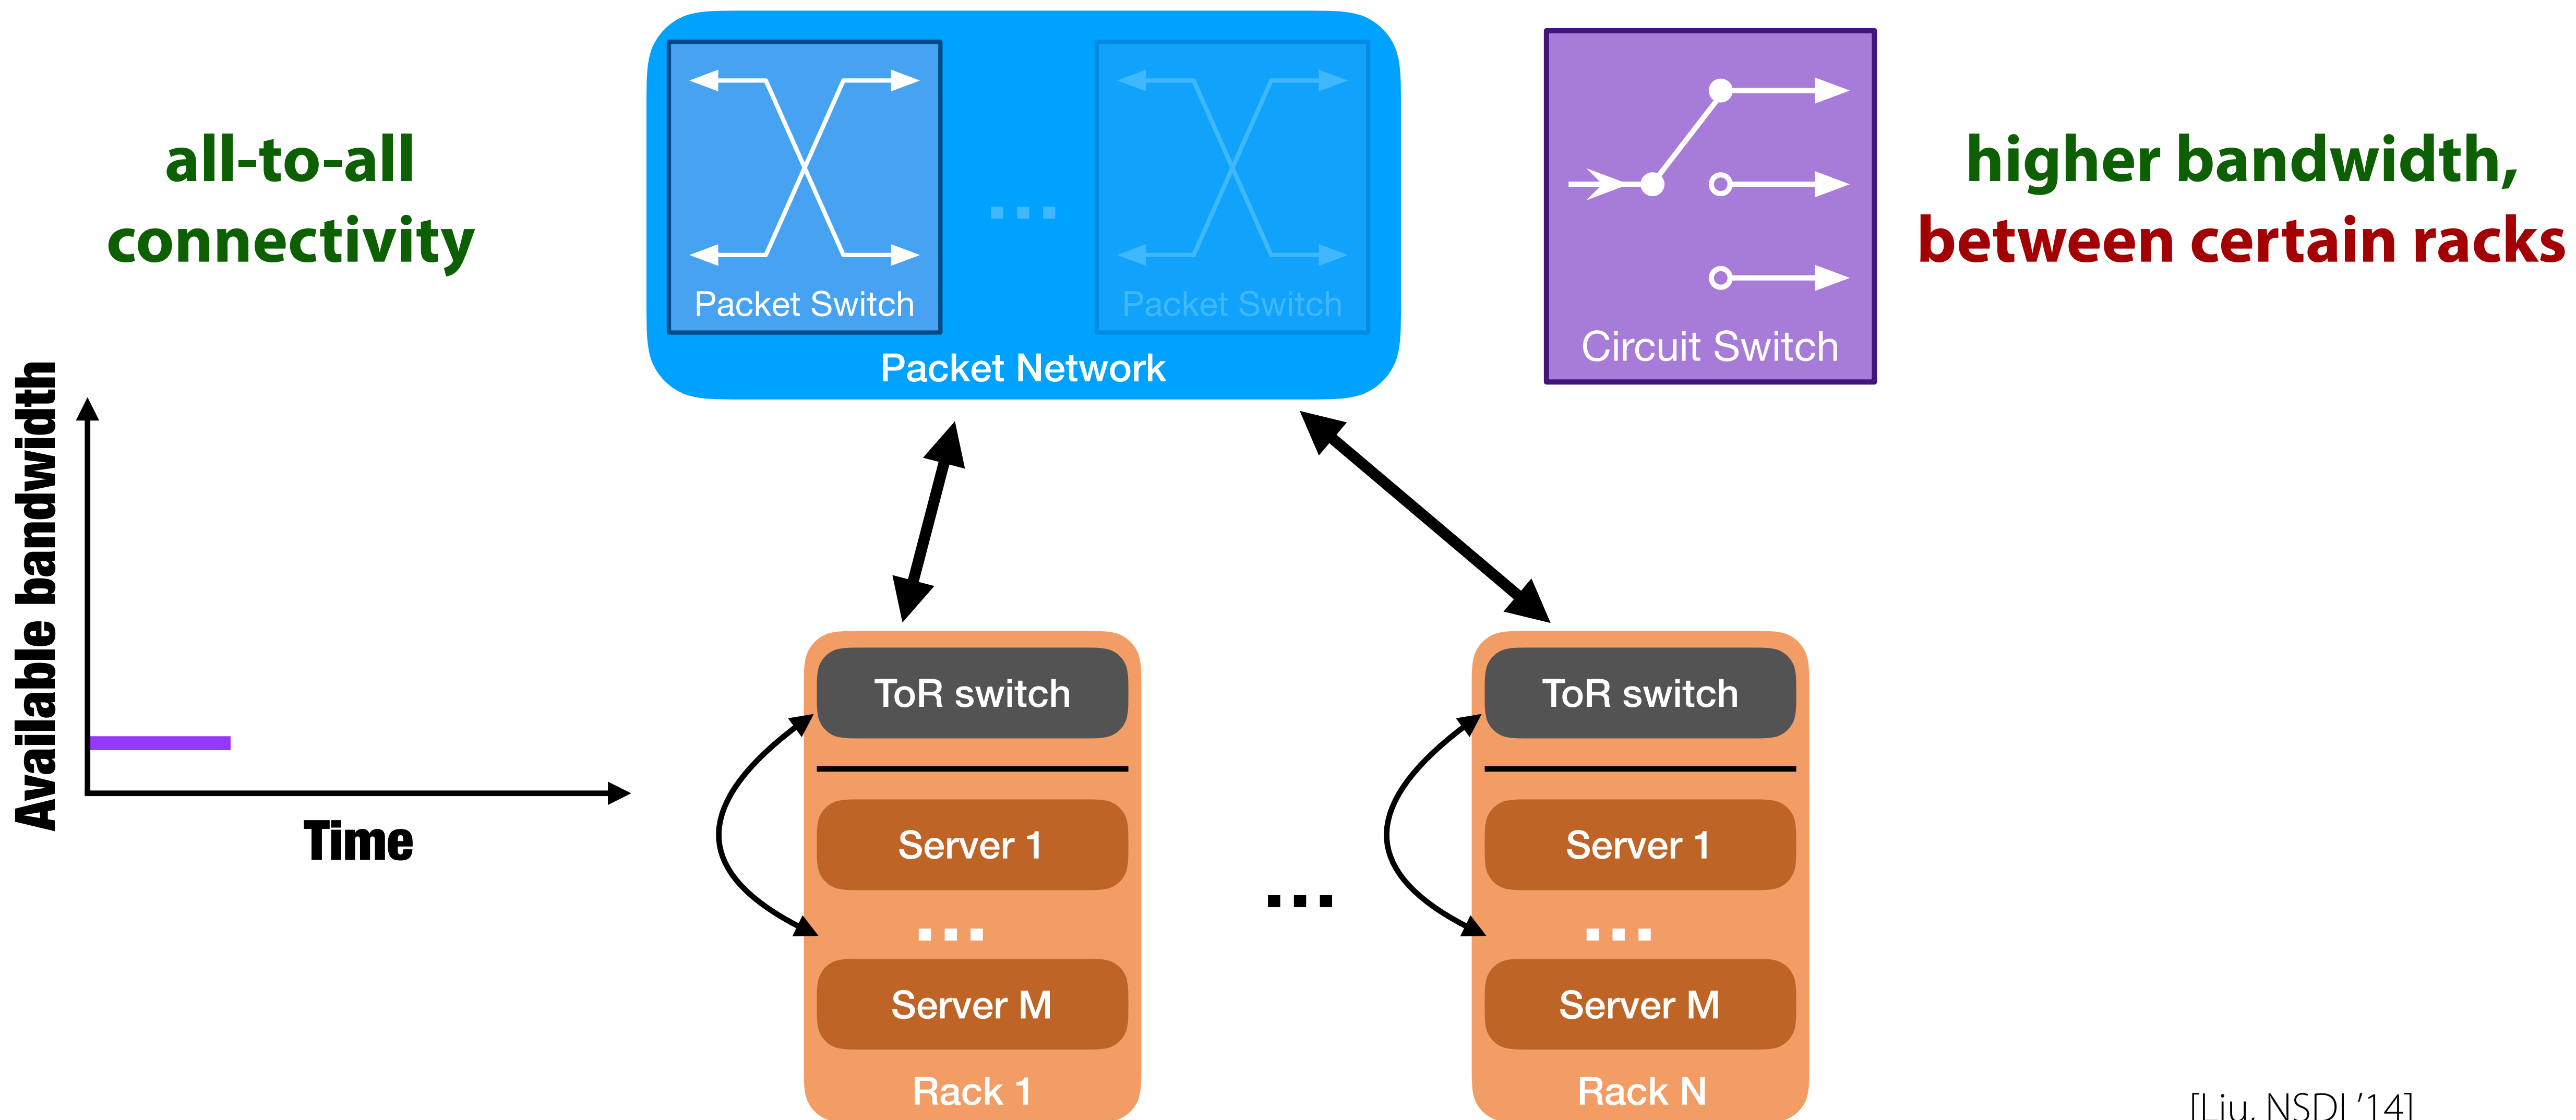 all-to-all
connectivity
Packet Switch
...
Packet Switch
Packet Network
Circuit Switch
higher bandwidth,
between certain racks
Available bandwidth
Time
ToR switch
Server 1
...
Server M
Rack 1
...
ToR switch
Server 1
...
Server M
Rack N
[Liu, NSDI '14]